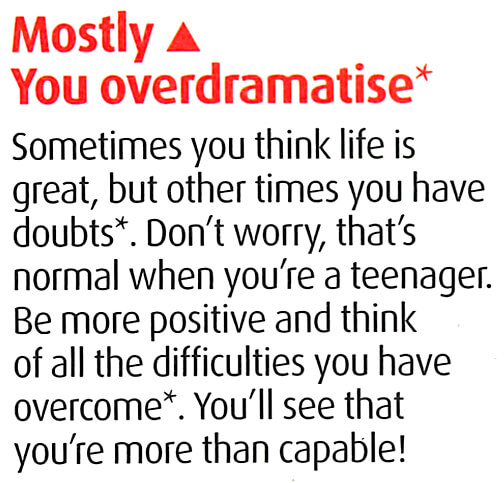 Mostly ▲
You overdramatise*
Sometimes you think life is
great, but other times you have
doubts*. Don't worry, that's
normal when you're a teenager.
Be more positive and think
of all the difficulties you have
overcome*. You'll see that
you're more than capable!